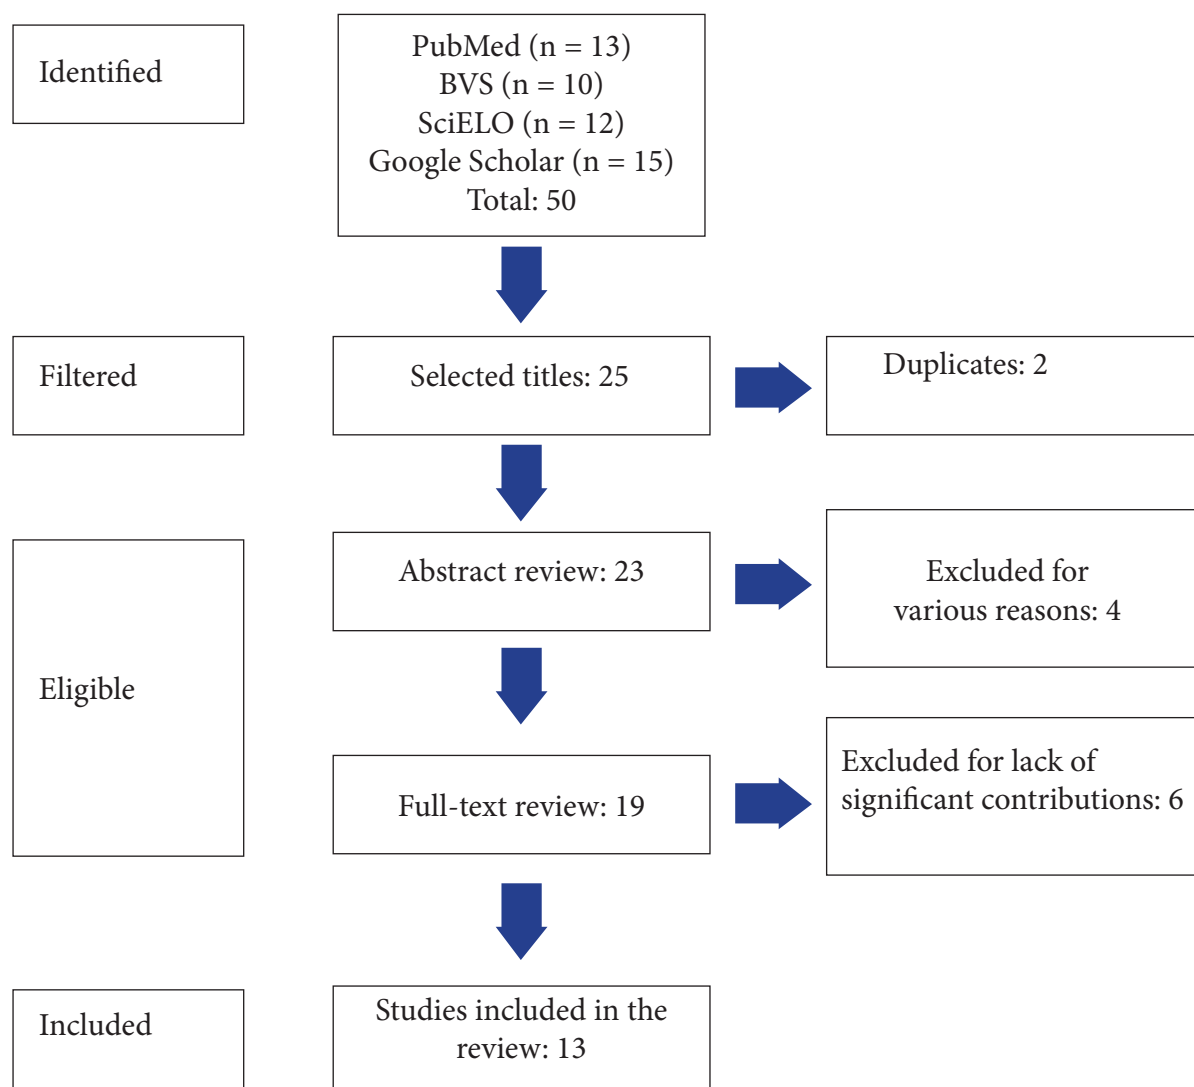 Identified
PubMed (n = 13)
BVS (n = 10)
SciELO (n = 12)
Google Scholar (n = 15)
Total: 50
Filtered
Selected titles: 25
Duplicates: 2
Eligible
Abstract review: 23
Excluded for
various reasons: 4
Full-text review: 19
Excluded for lack of
significant contributions: 6
Included
Studies included in the
review: 13